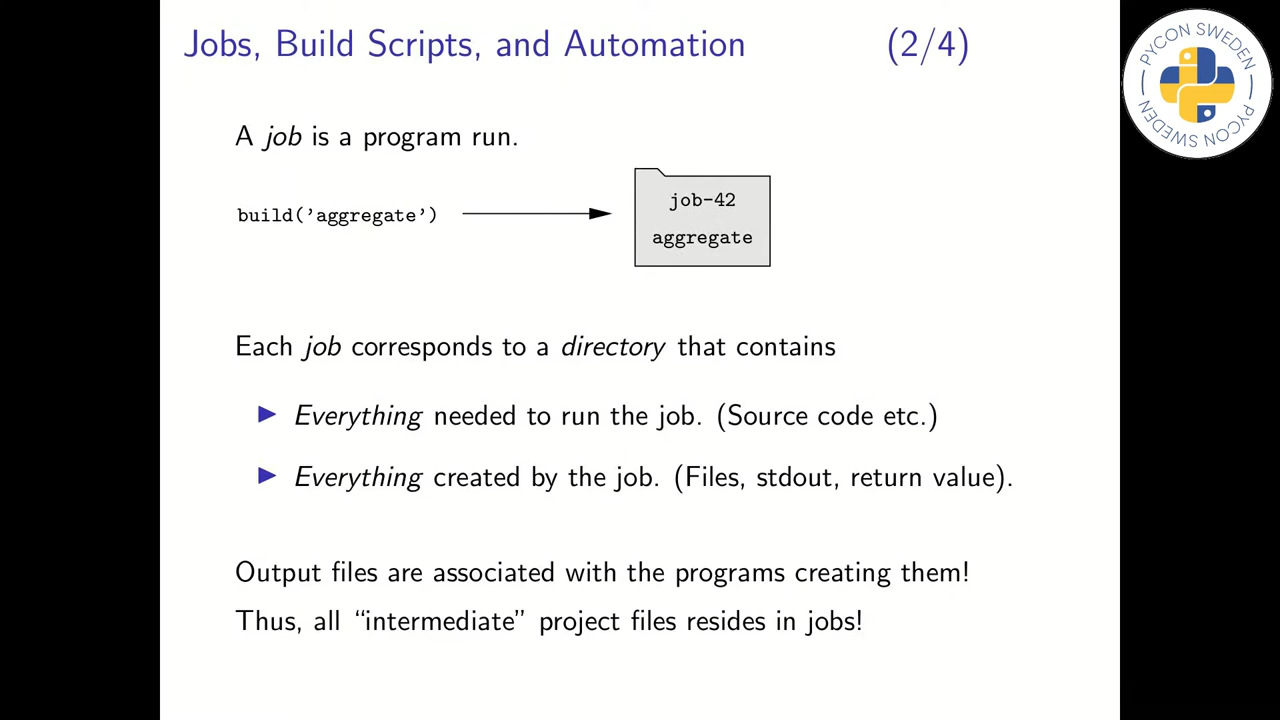 Jobs, Build Scripts, and Automation (2/4)
PYCON SWEDEN
PYCON SWEDEN
A job is a program run.
build('aggregate')
job-42
aggregate
Each job corresponds to a directory that contains
Everything needed to run the job. (Source code etc.)
Everything created by the job. (Files, stdout, return value).
Output files are associated with the programs creating them!
Thus, all “intermediate” project files resides in jobs!